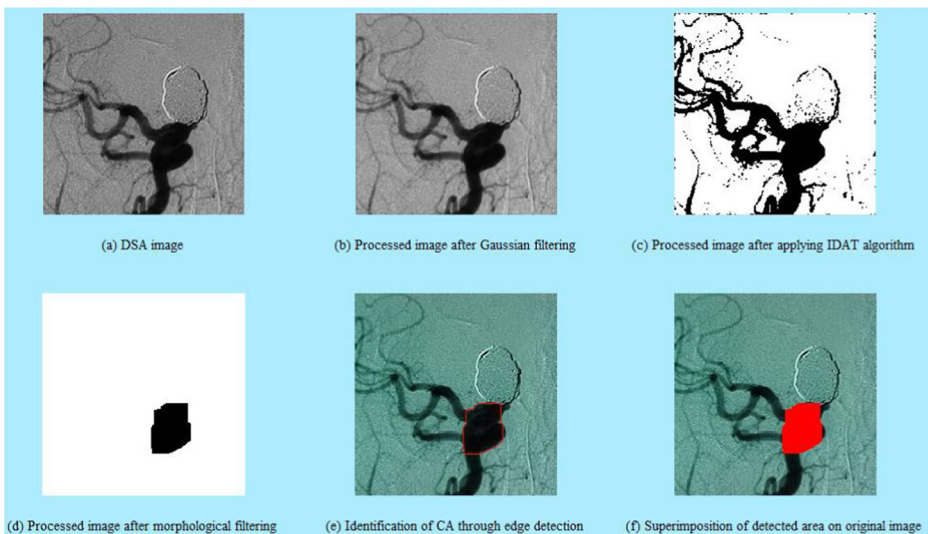 (a) DSA image
(b) Processed image after Gaussian filtering
(c) Processed image after applying IDAT algorithm
(d) Processed image after morphological filtering
(e) Identification of CA through edge detection
(f) Superimposition of detected area on original image